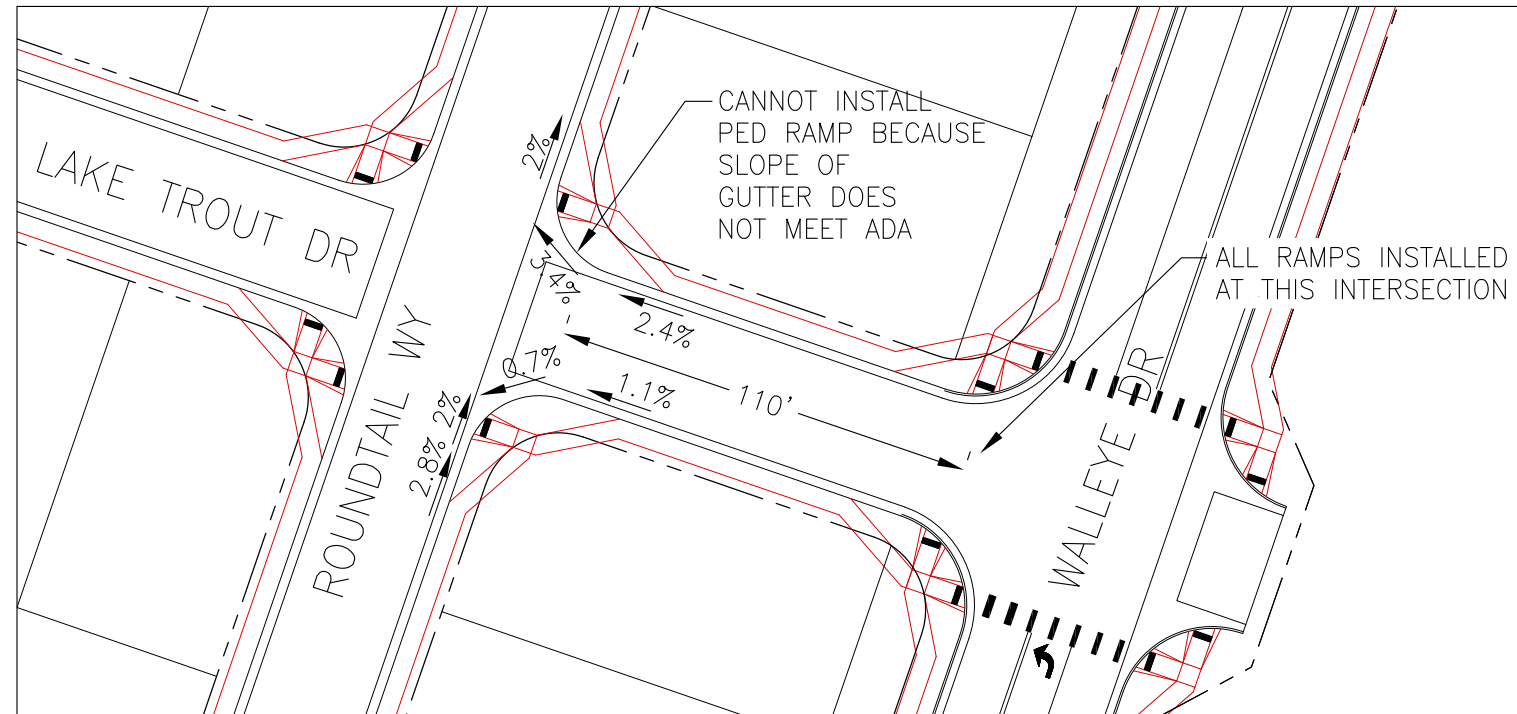 CANNOT INSTALL
PED RAMP BECAUSE
SLOPE OF
GUTTER DOES
NOT MEET ADA
LAKE TROUT DR
2%
ALL RAMPS INSTALLED
AT THIS INTERSECTION
3.4%
2.4%
0.7%
1.1%
110'
2.8% 2%
ROUNDTAIL WY
WALLEYE DR